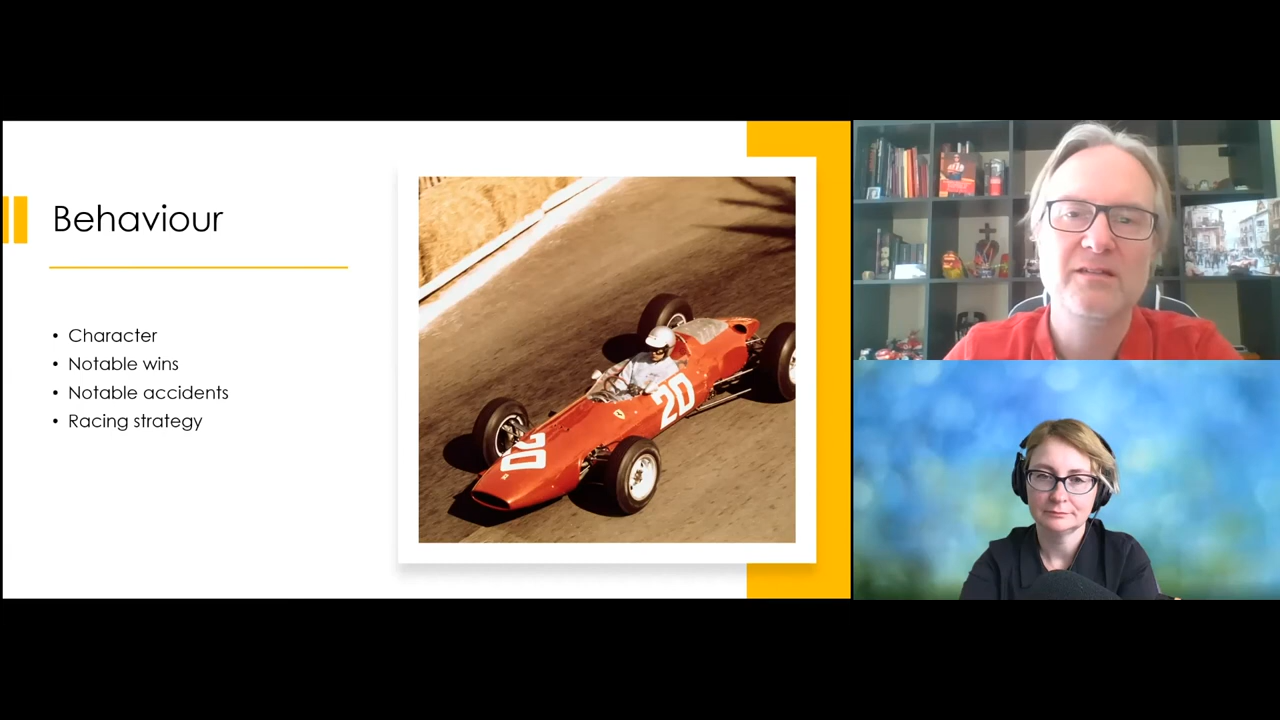 Behaviour
• Character
• Notable wins
• Notable accidents
• Racing strategy
20
20